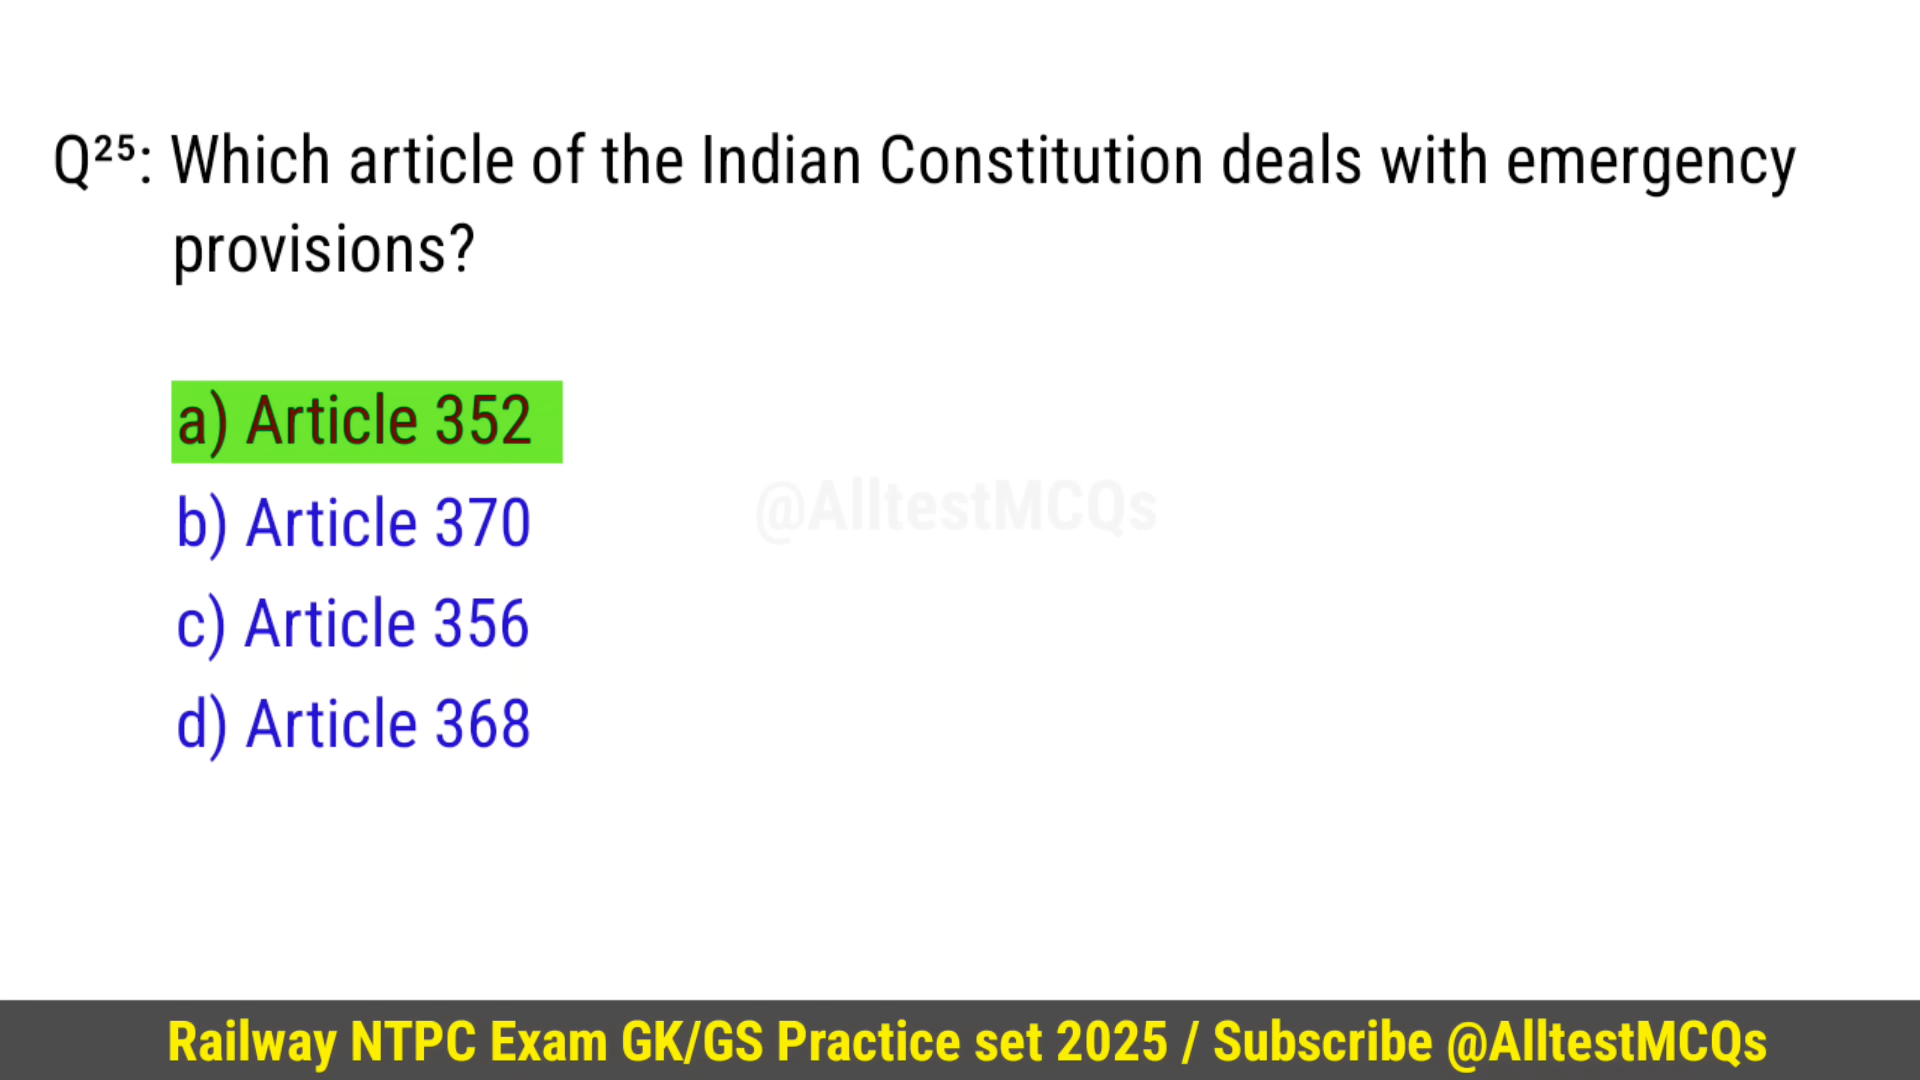 Q²⁵: Which article of the Indian Constitution deals with emergency
provisions?
a) Article 352
b) Article 370
@AlltestMCQs
c) Article 356
d) Article 368
Railway NTPC Exam GK/GS Practice set 2025 / Subscribe @AlltestMCQs